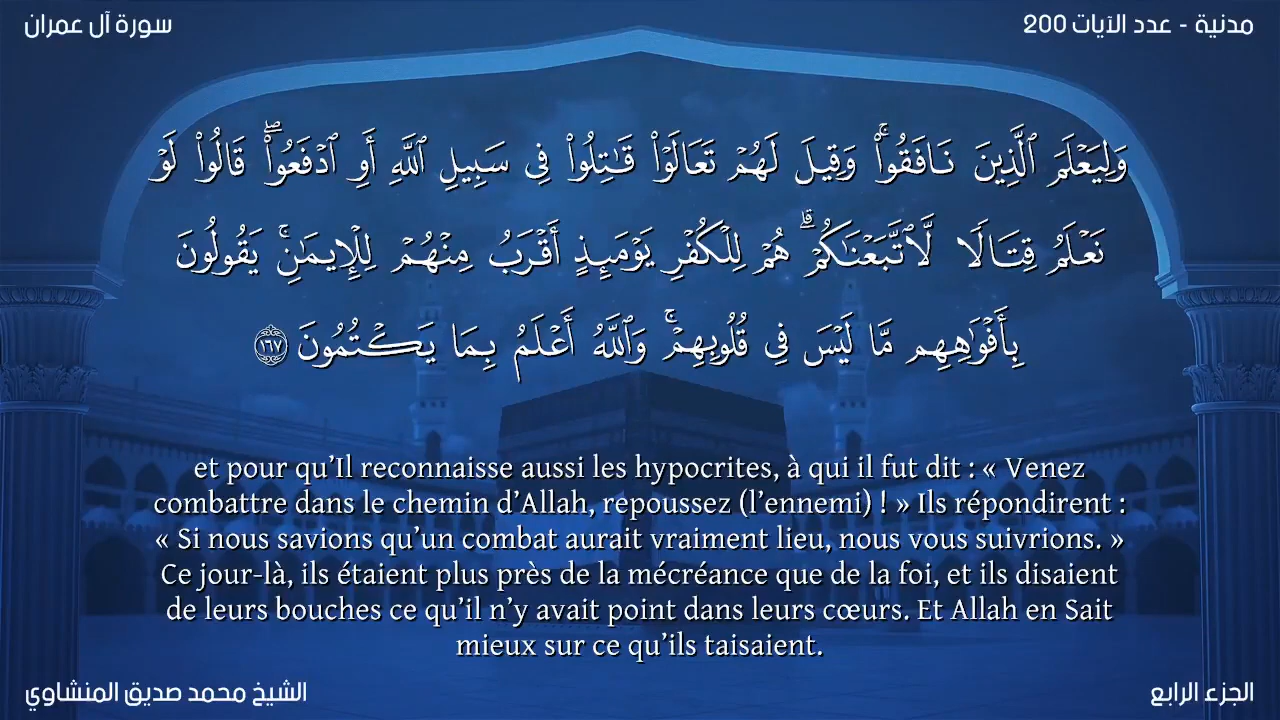 سورة آل عمران
مدنية - عدد الآيات 200
وَلِيَعْلَمَ ٱلَّذِينَ نَافَقُوا۟ۚ وَقِيلَ لَهُمْ تَعَالَوْا۟ قَـٰتِلُوا۟ فِى سَبِيلِ ٱللَّهِ أَوِ ٱدْفَعُوا۟ۖ قَالُوا۟ لَوْ
نَعْلَمُ قِتَالًا لَّٱتَّبَعْنَـٰكُمْۗ هُمْ لِلْكُفْرِ يَوْمَئِذٍ أَقْرَبُ مِنْهُمْ لِلْإِيمَـٰنِۚ يَقُولُونَ
بِأَفْوَٰهِهِم مَّا لَيْسَ فِى قُلُوبِهِمْۚ وَٱللَّهُ أَعْلَمُ بِمَا يَكْتُمُونَ ١٦٧
et pour qu’Il reconnaisse aussi les hypocrites, à qui il fut dit : « Venez
combattre dans le chemin d’Allah, repoussez (l’ennemi) ! » Ils répondirent :
« Si nous savions qu’un combat aurait vraiment lieu, nous vous suivrions. »
Ce jour-là, ils étaient plus près de la mécréance que de la foi, et ils disaient
de leurs bouches ce qu’il n’y avait point dans leurs cœurs. Et Allah en Sait
mieux sur ce qu’ils taisaient.
الشيخ محمد صديق المنشاوي
الجزء الرابع